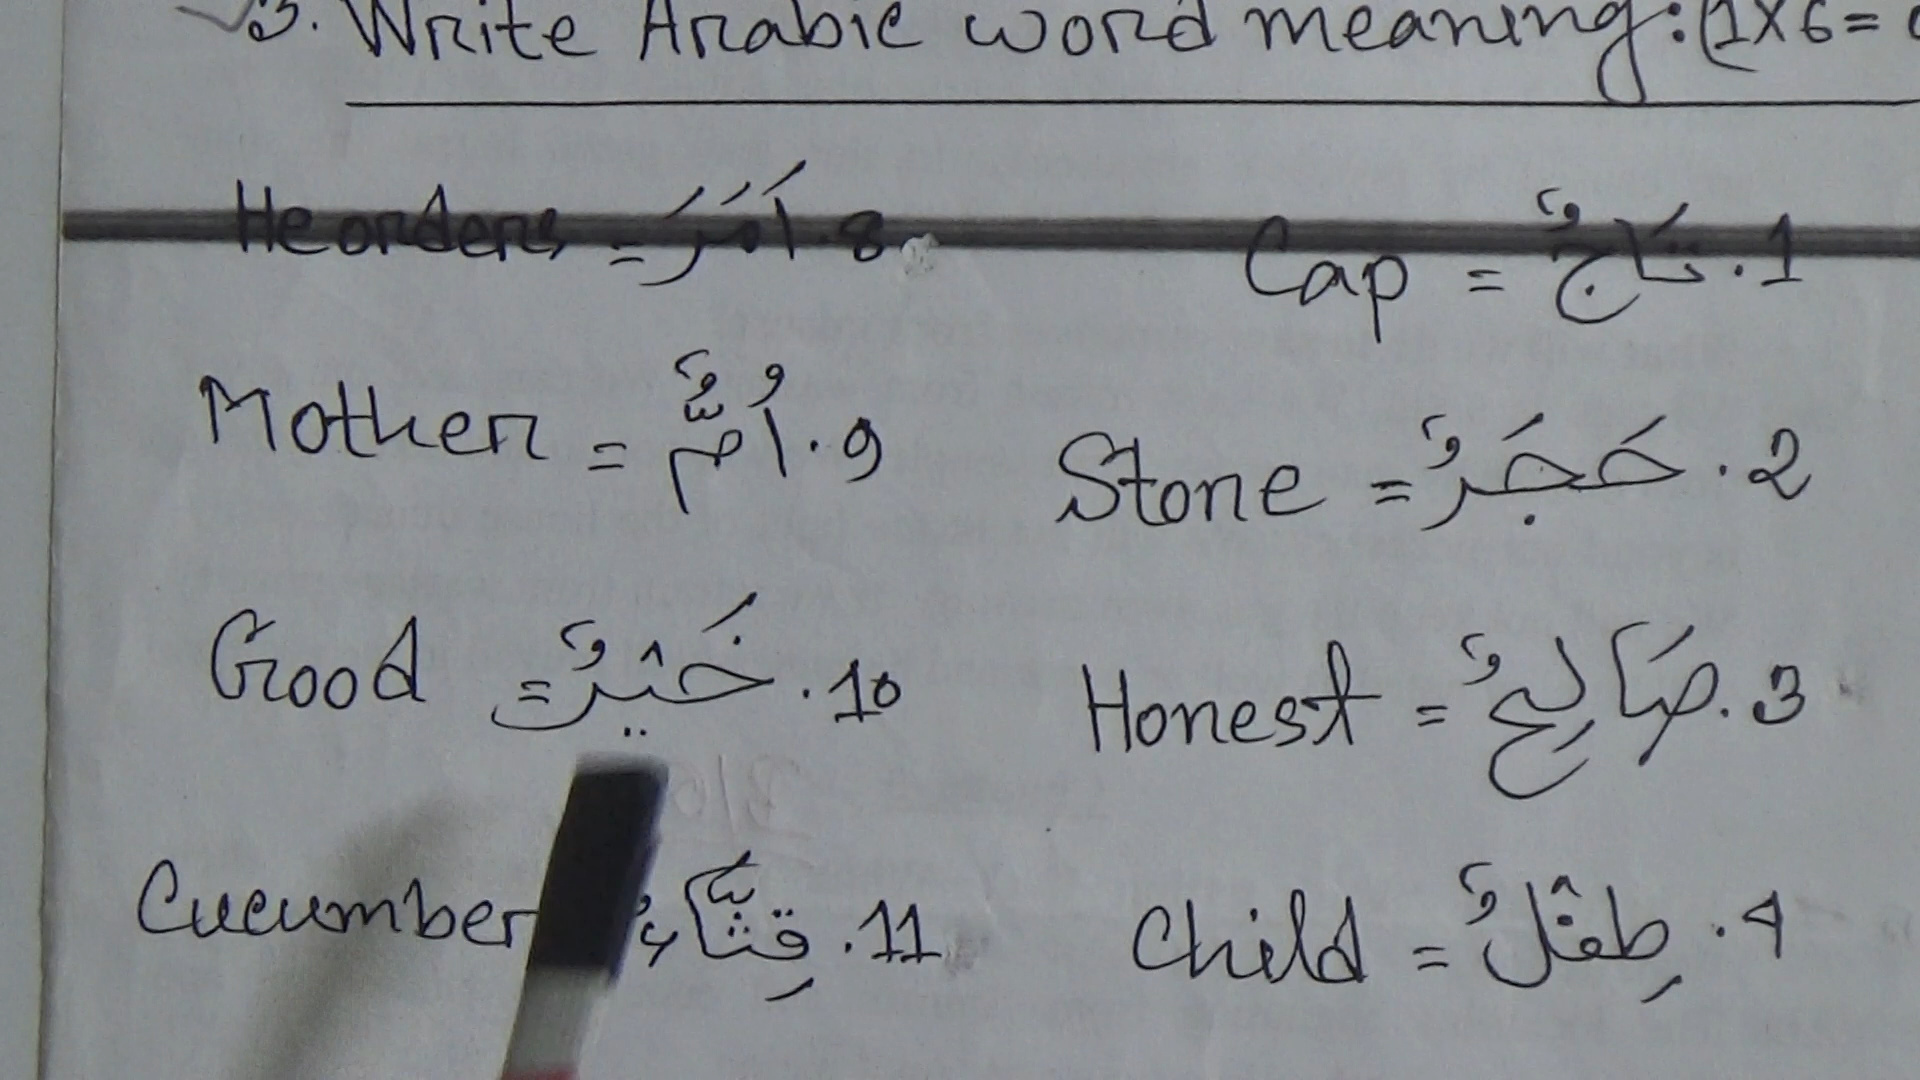 3. Write Arabic word meaning: (1X6=
He orders = اَمَرَ .8
Cap = تَاجٌ .1
Mother = اُمٌّ .9
Stone = حَجَرٌ .2
Good = خَيْرٌ .10
Honest = صَالِحٌ .3
Cucumber قِثَّاءٌ .11
Child = طِفْلٌ .4